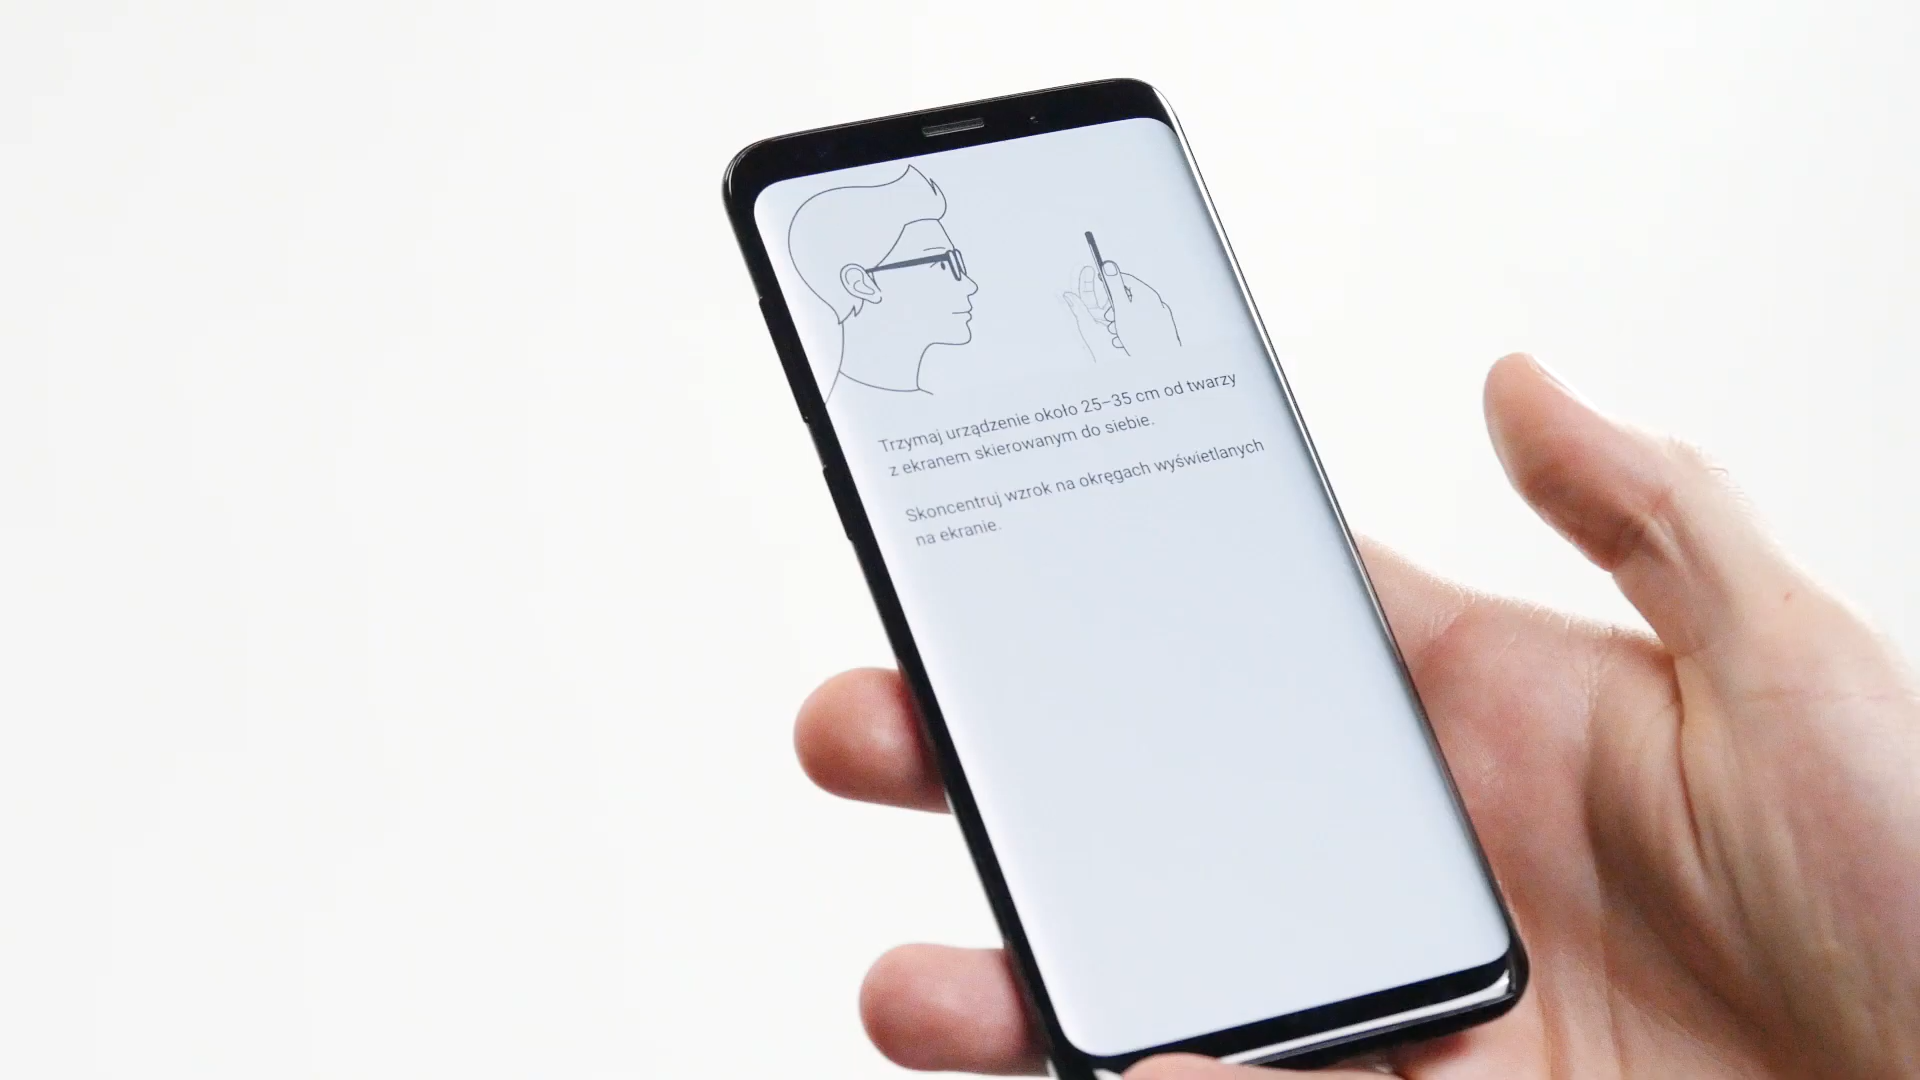 Trzymaj urządzenie około 25–35 cm od twarzy
z ekranem skierowanym do siebie.
Skoncentruj wzrok na okręgach wyświetlanych
na ekranie.